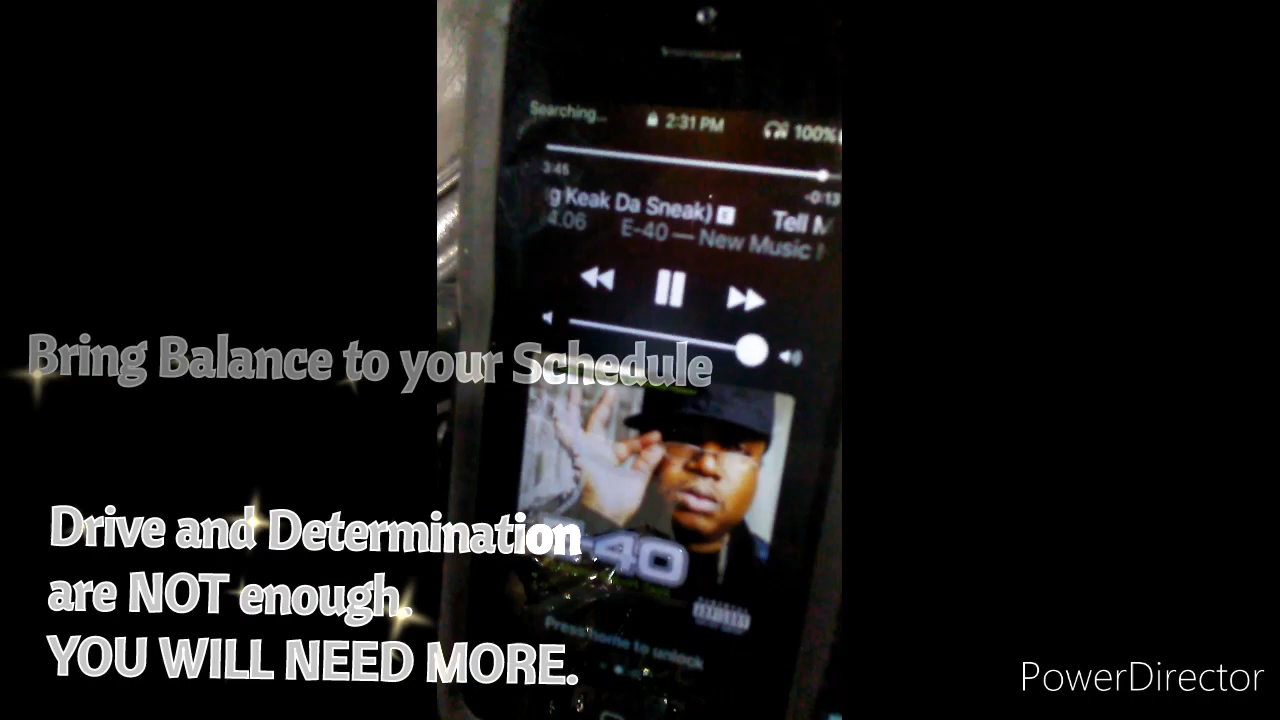 Searching... 2:31 PM 100%
3:45 -0:13
g Keak Da Sneak) E Tell M
4.06 E-40 — New Music
Bring Balance to your Schedule
Drive and Determination
are NOT enough.
YOU WILL NEED MORE.
E-40
Press home to unlock
PowerDirector